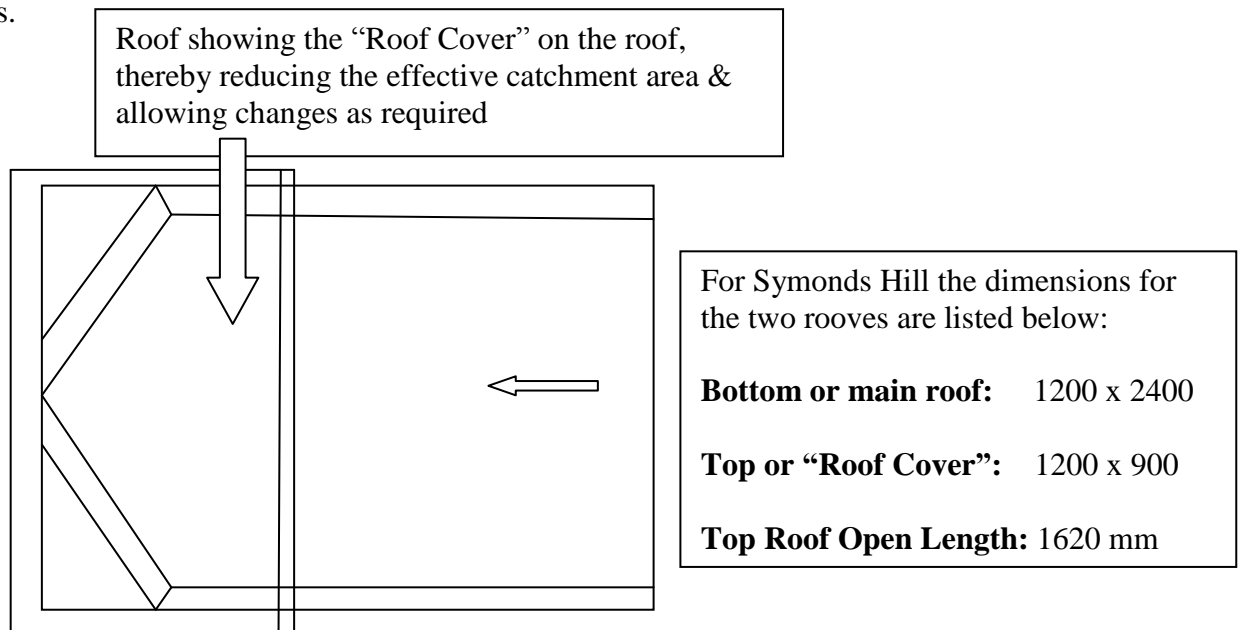 s.
Roof showing the “Roof Cover” on the roof,
thereby reducing the effective catchment area &
allowing changes as required
For Symonds Hill the dimensions for
the two rooves are listed below:
Bottom or main roof: 1200 x 2400
Top or “Roof Cover”: 1200 x 900
Top Roof Open Length: 1620 mm